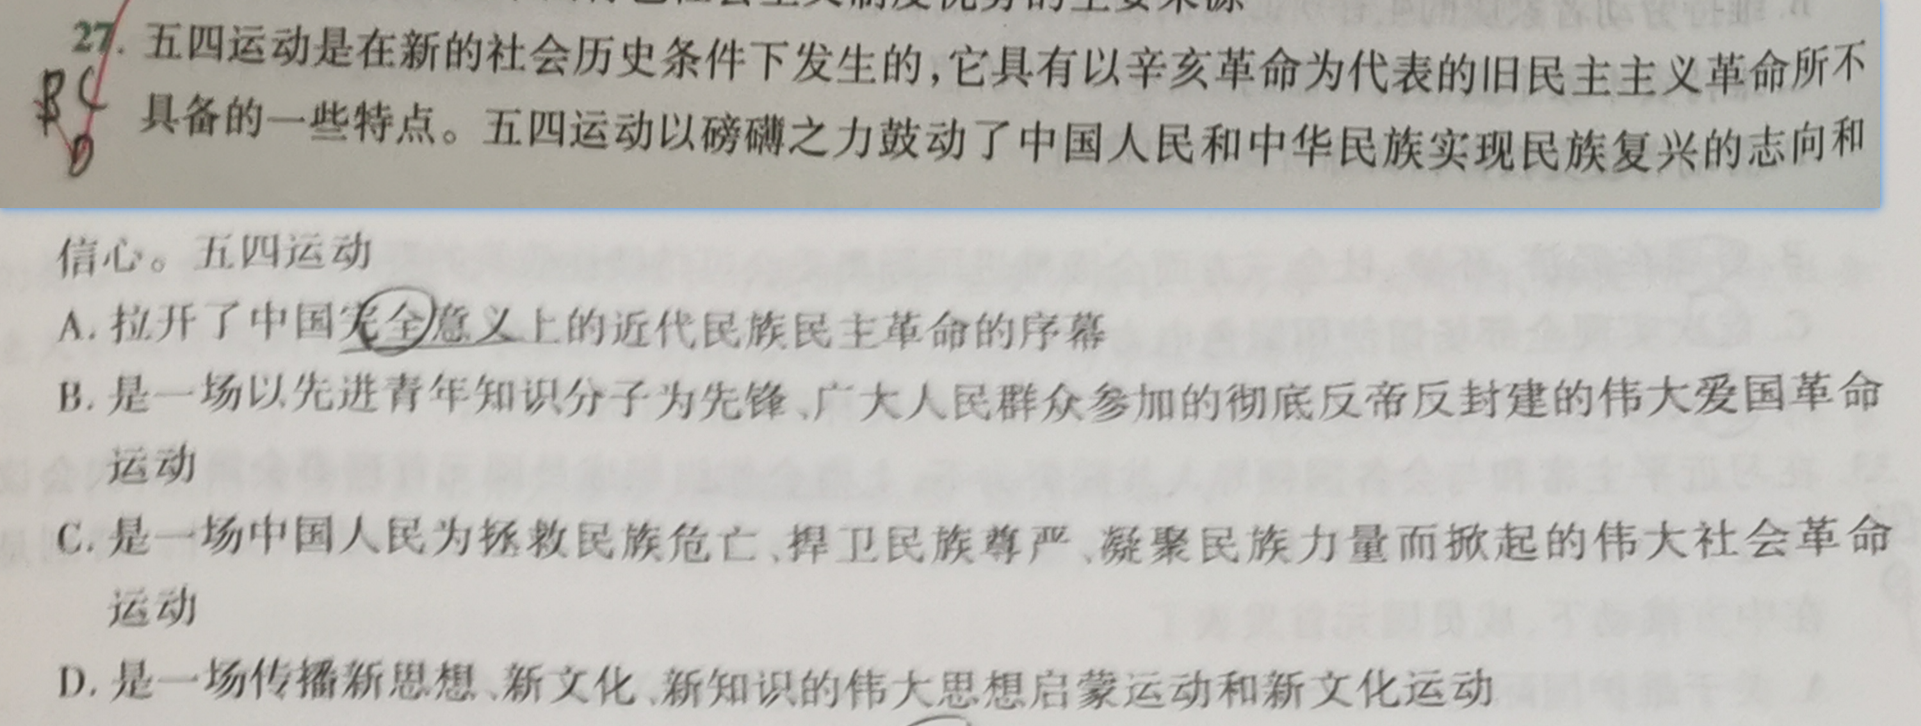 27. 五四运动是在新的社会历史条件下发生的,它具有以辛亥革命为代表的旧民主主义革命所不
BC
具备的一些特点。五四运动以磅礴之力鼓动了中国人民和中华民族实现民族复兴的志向和
D
信心。五四运动
A. 拉开了中国完全意义上的近代民族民主革命的序幕
B. 是一场以先进青年知识分子为先锋、广大人民群众参加的彻底反帝反封建的伟大爱国革命
运动
C. 是一场中国人民为拯救民族危亡、捍卫民族尊严、凝聚民族力量而掀起的伟大社会革命
运动
D. 是一场传播新思想、新文化、新知识的伟大思想启蒙运动和新文化运动